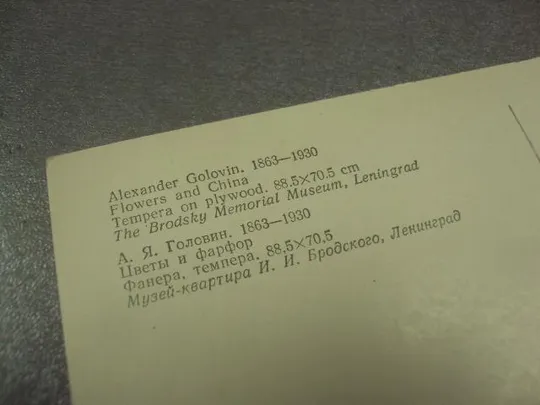 Alexander Golovin. 1863—1930
Flowers and China
Tempera on plywood. 88.5×70.5 cm
The Brodsky Memorial Museum, Leningrad
А. Я. Головин. 1863—1930
Цветы и фарфор
Фанера, темпера. 88,5×70,5
Музей-квартира И. И. Бродского, Ленинград